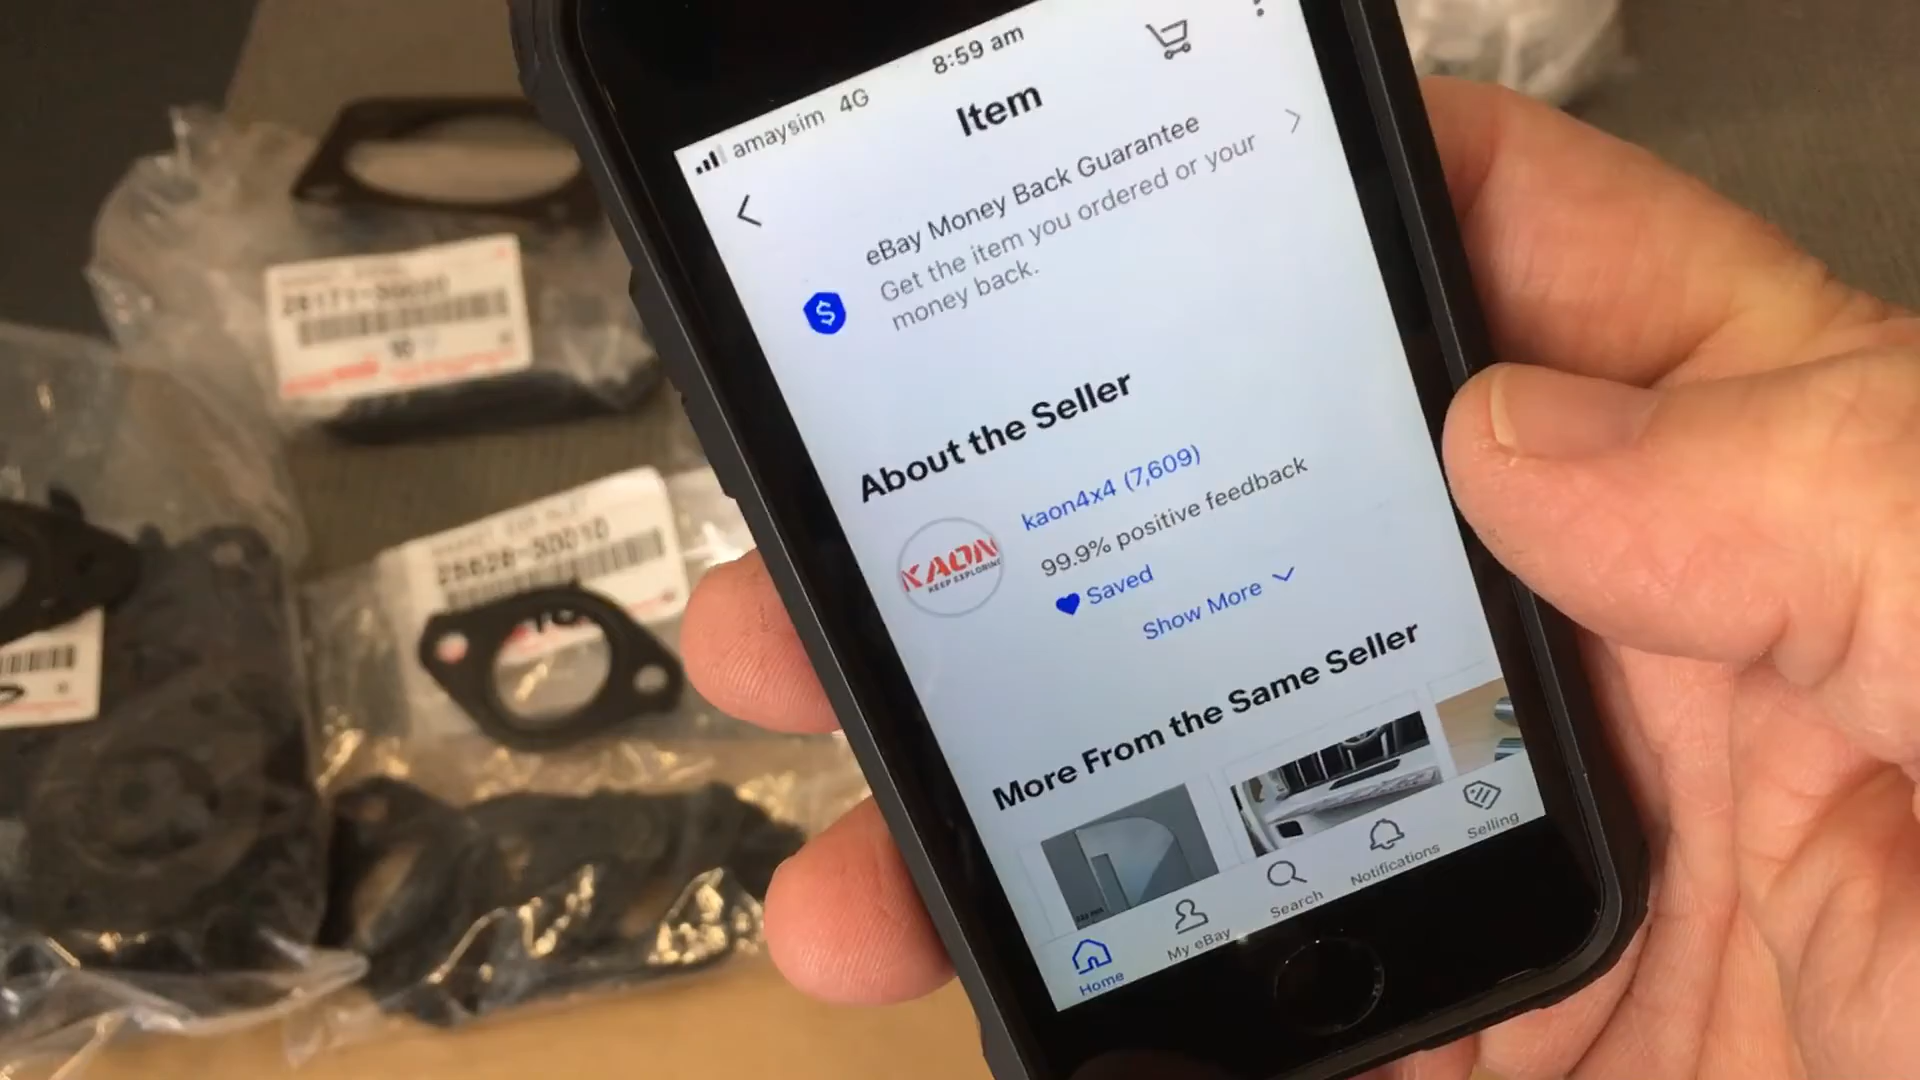 amaysim 4G
8:59 am
Item
eBay Money Back Guarantee
Get the item you ordered or your
money back.
About the Seller
KAON
KEEP EXPLORING
kaon4x4 (7,609)
99.9% positive feedback
Saved
Show More
More From the Same Seller
Home
My eBay
Search
Notifications
Selling
10